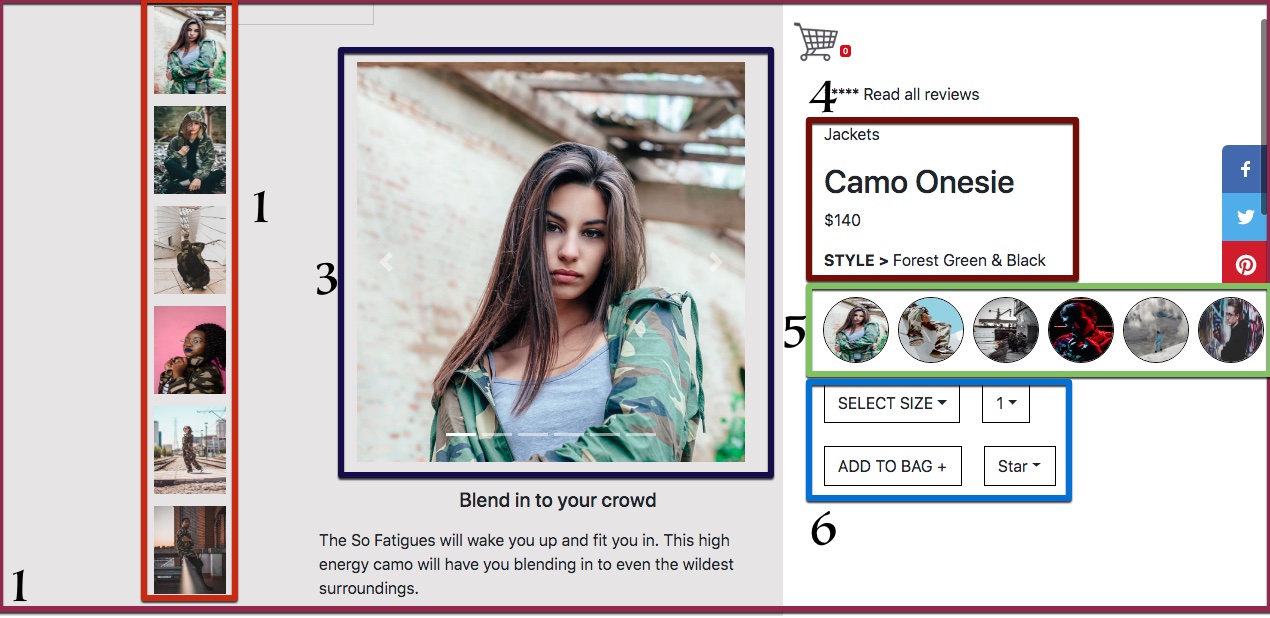 0
4
**** Read all reviews
Jackets
Camo Onesie
$140
STYLE > Forest Green & Black
1
3
5
SELECT SIZE
1
ADD TO BAG +
Star
6
Blend in to your crowd
The So Fatigues will wake you up and fit you in. This high
energy camo will have you blending in to even the wildest
surroundings.
1